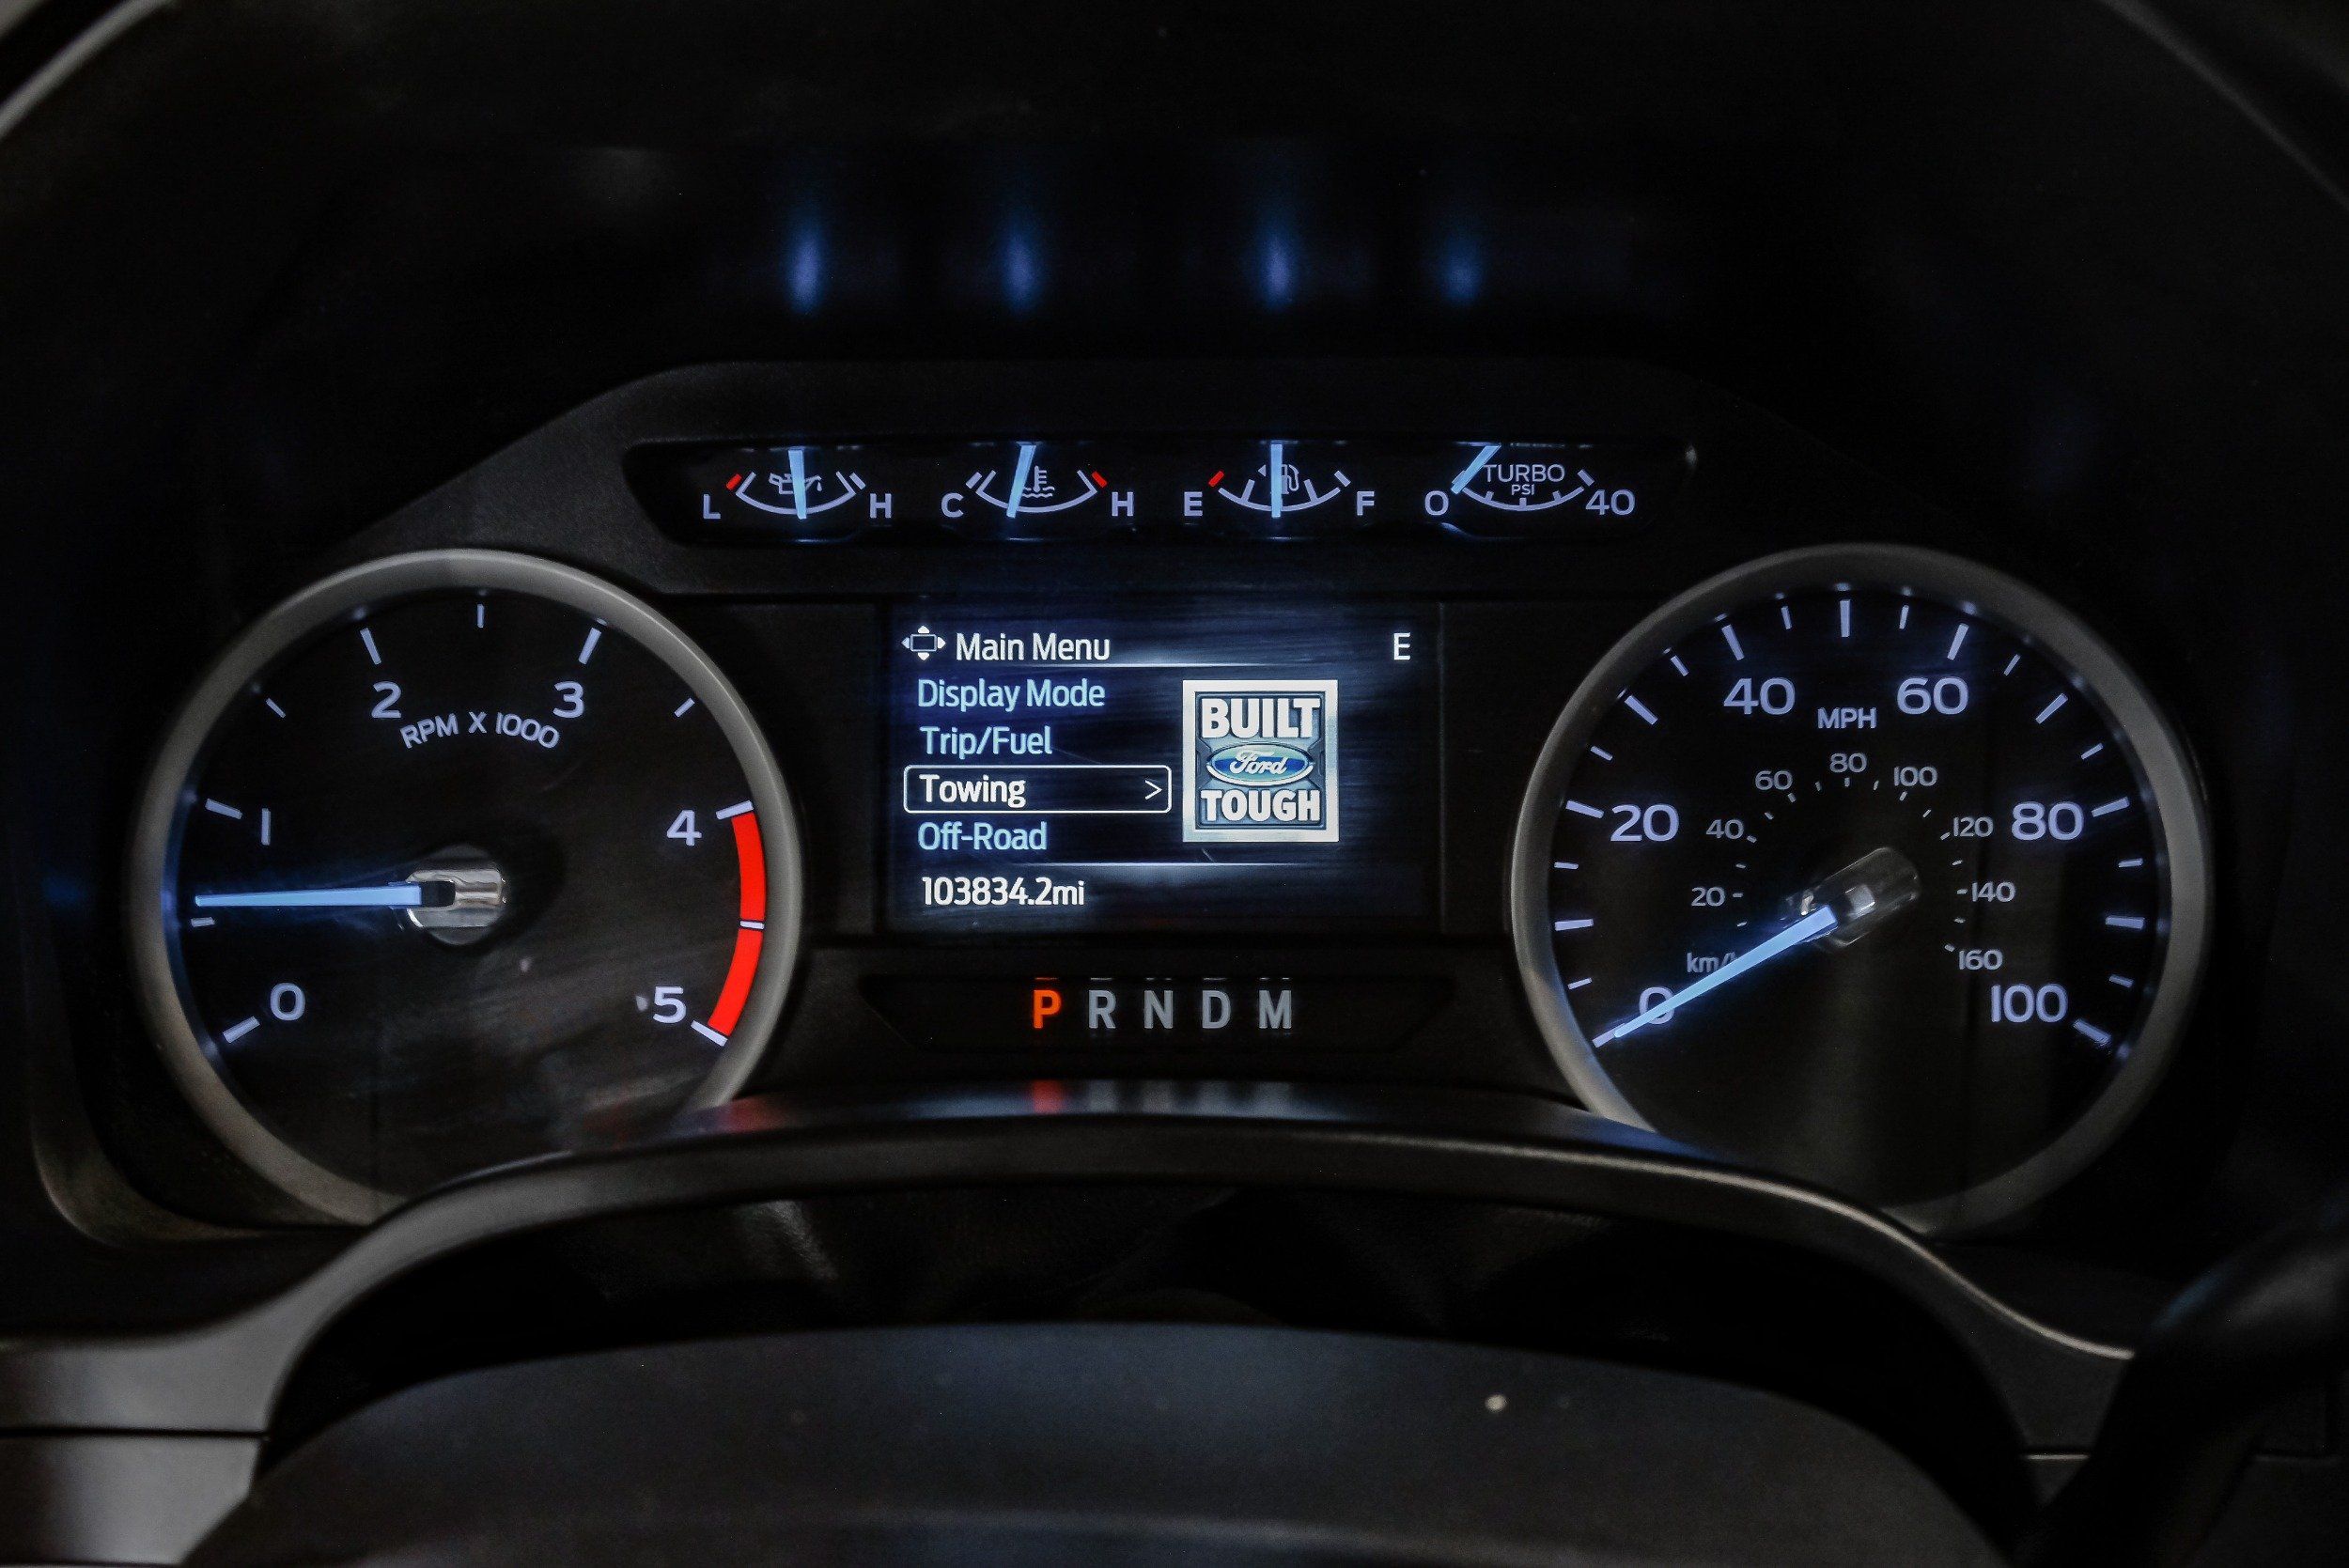 L H C H E F 0 TURBO 40
PSI
Main Menu E
Display Mode
Trip/Fuel
Towing >
Off-Road
103834.2mi
BUILT
Ford
TOUGH
0 1 2 3 4 5
RPM X 1000
P R N D M
0 20 40 60 80 100
MPH
20 40 60 80 100 120 140 160